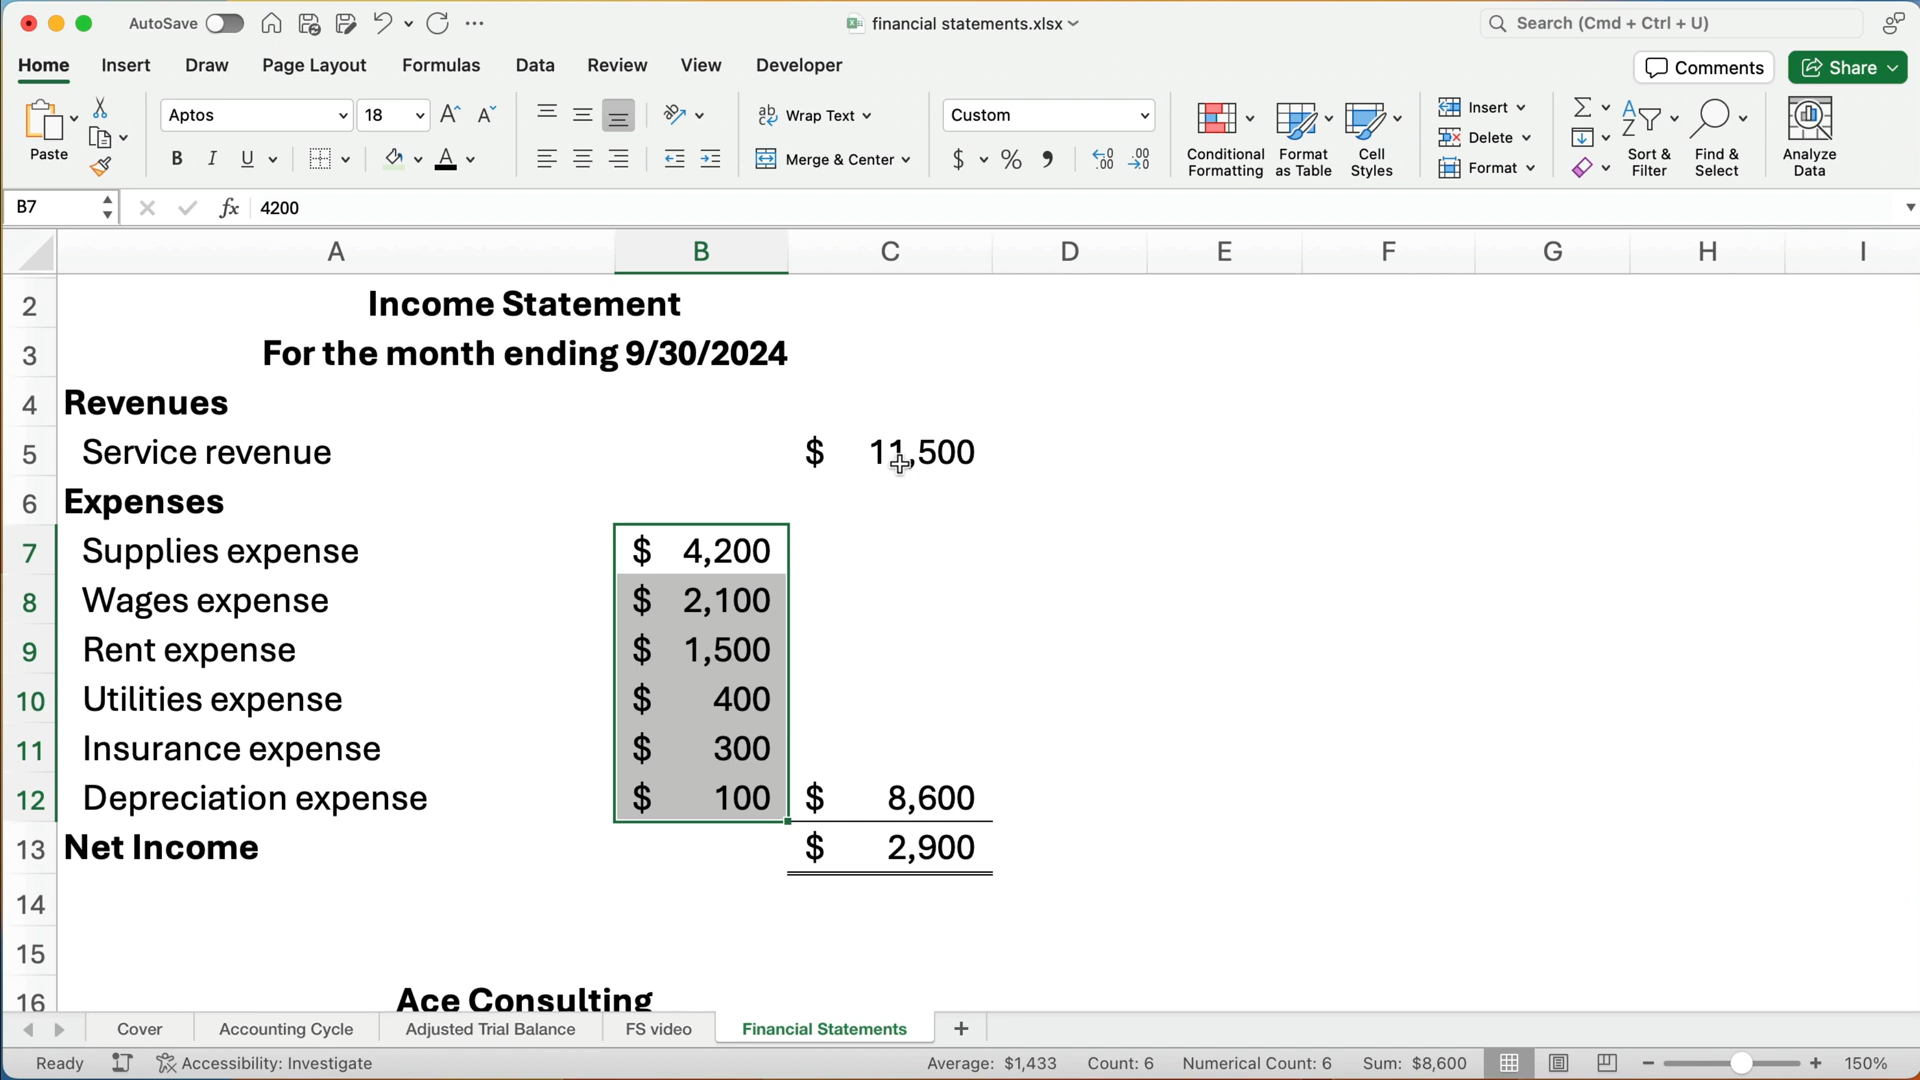 AutoSave
financial statements.xlsx
Search (Cmd + Ctrl + U)
Home Insert Draw Page Layout Formulas Data Review View Developer
Comments
Share
Paste
Aptos
18
A^ A˅
B I U
A
ab Wrap Text
Merge & Center
Custom
$ % 9
.00
.00
Conditional Formatting
Format as Table
Cell Styles
Insert
Delete
Format
Sort & Filter
Find & Select
Analyze Data
B7 fx 4200
A B C D E F G H I
2 Income Statement
3 For the month ending 9/30/2024
4 Revenues
5 Service revenue $ 11,500
6 Expenses
7 Supplies expense $ 4,200
8 Wages expense $ 2,100
9 Rent expense $ 1,500
10 Utilities expense $ 400
11 Insurance expense $ 300
12 Depreciation expense $ 100 $ 8,600
13 Net Income $ 2,900
14
15
16 Ace Consulting
Cover Accounting Cycle Adjusted Trial Balance FS video Financial Statements +
Ready Accessibility: Investigate Average: $1,433 Count: 6 Numerical Count: 6 Sum: $8,600 150%